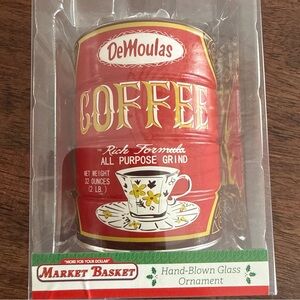 DeMoulas
COFFEE
Rich Formula
ALL PURPOSE GRIND
NET WEIGHT
32 OUNCES
(2 LB.)
"MORE FOR YOUR DOLLAR"
MARKET BASKET
Hand-Blown Glass
Ornament